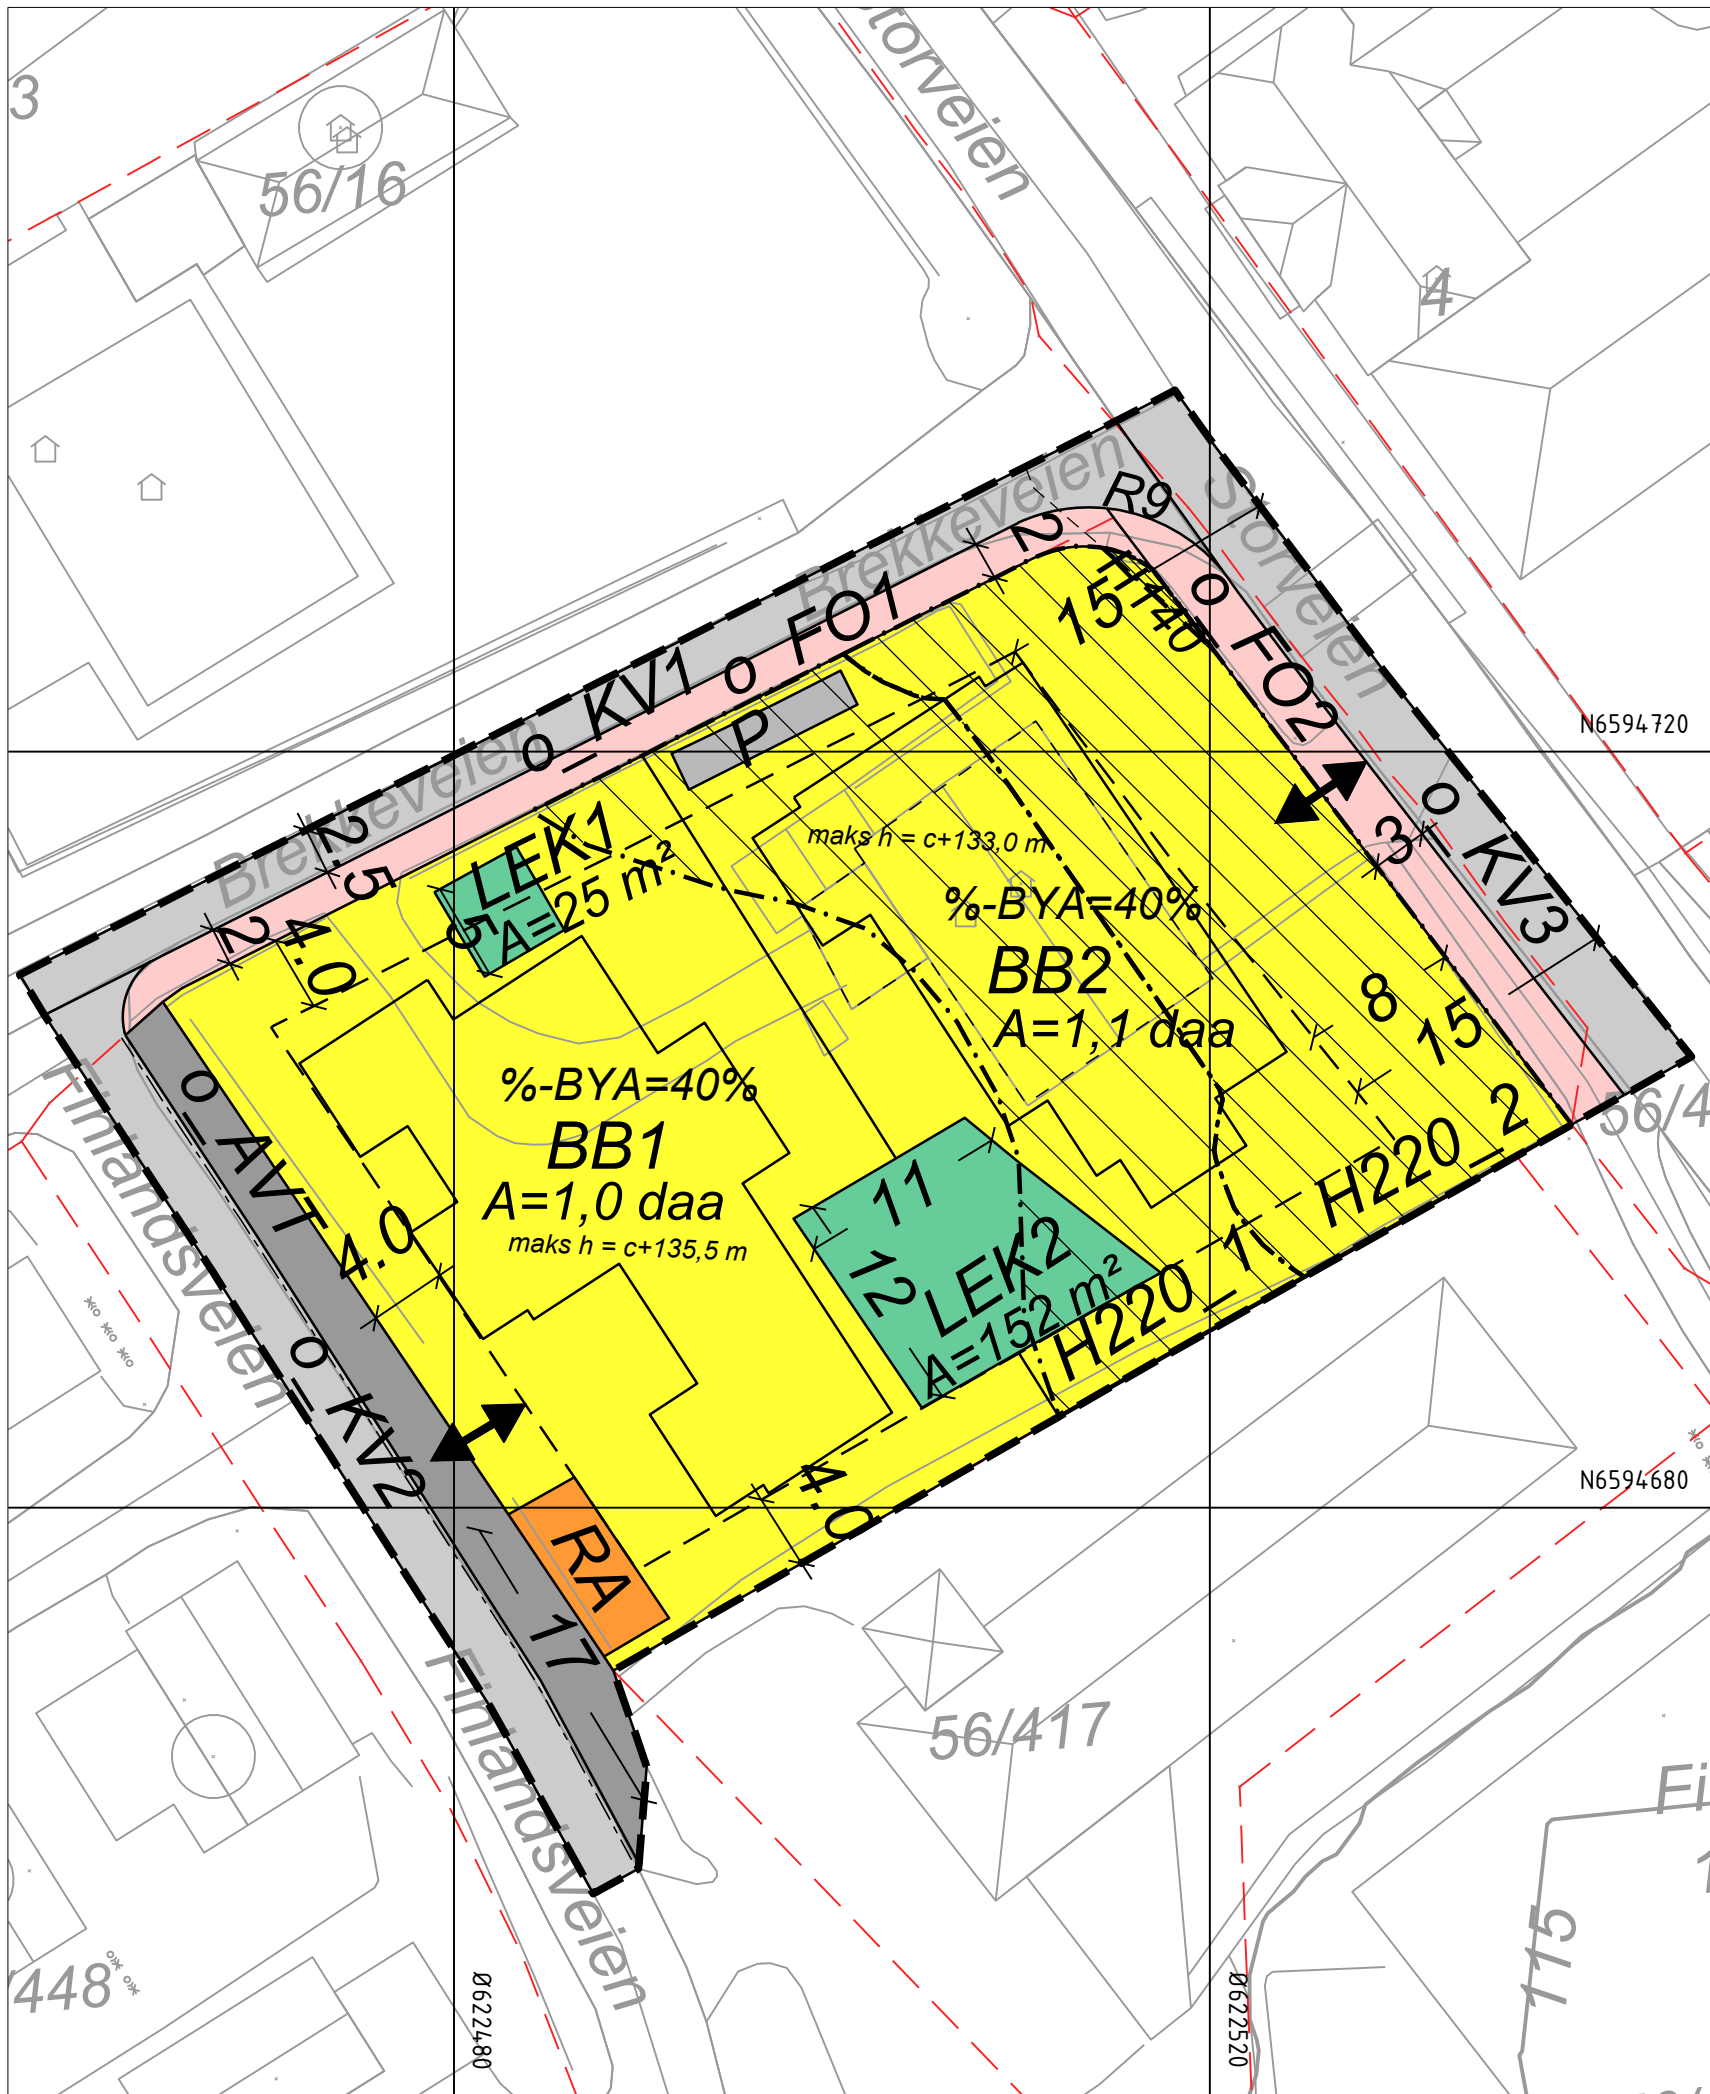 3
56/16
Storveien
4
Brekkeveien
R9
Storveien
2
15
H140
o_FO1
o_FO2
o_KV1
P
N6594720
Brekkeveien
2.5
LEK1
A=25 m²
5
maks h = c+133,0 m
3
o_KV3
%-BYA=40%
BB2
A=1,1 daa
2
4.0
8
15
%-BYA=40%
BB1
A=1,0 daa
maks h = c+135,5 m
o_AVT
Finlandsveien
4.0
11
12
LEK2
A=152 m²
H220_1
H220_2
56/4
o_KV2
4.0
N6594680
RA
17
Finlandsveien
56/417
Fi
115
/448
Ø622480
Ø622520